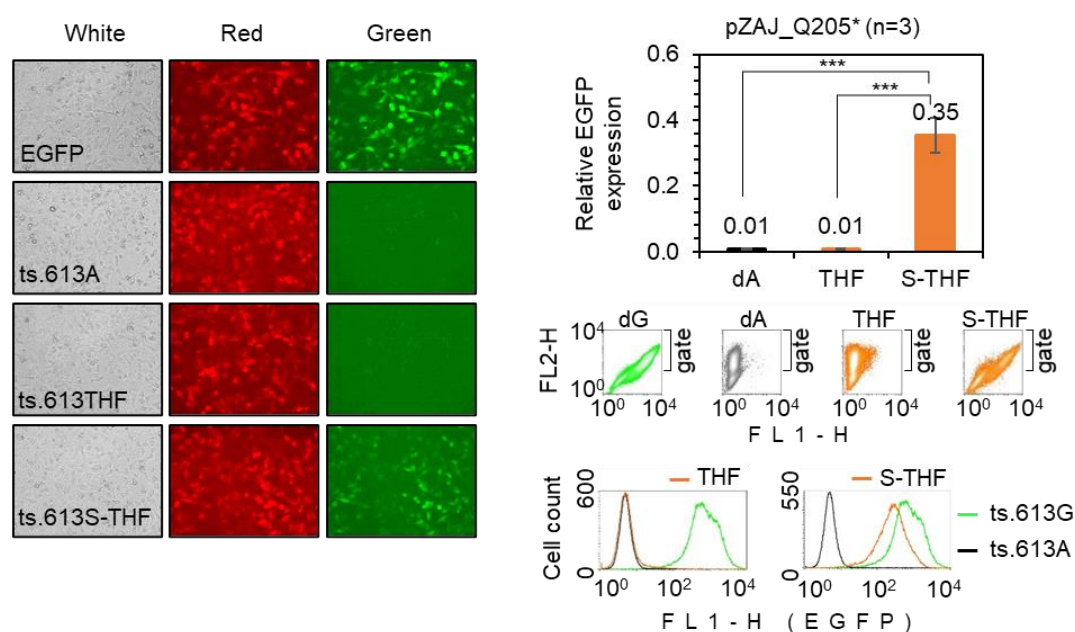 White Red Green
EGFP
ts.613A
ts.613THF
ts.613S-THF
pZAJ_Q205* (n=3)
Relative EGFP
expression
0.6
0.4
0.2
0.0
***
***
0.01 0.01 0.35
dA THF S-THF
dG dA THF S-THF
FL2-H
10⁴
10⁰
gate gate gate gate
10⁰ 10⁴ 10⁰ 10⁴ 10⁰ 10⁴ 10⁰ 10⁴
FL1-H
Cell count
600
0
THF
10⁰ 10² 10⁴
550
0
S-THF
10⁰ 10² 10⁴
ts.613G
ts.613A
FL1-H (EGFP)